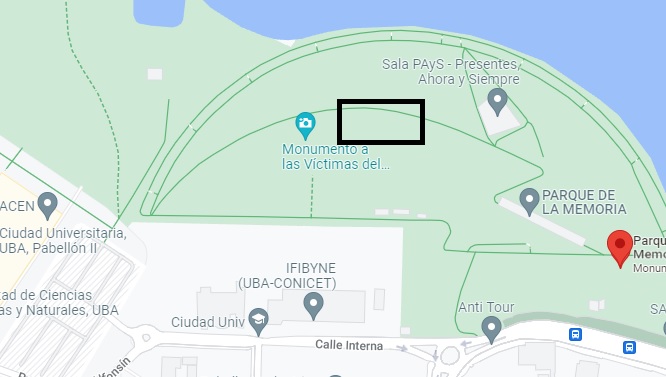 Sala PAyS - Presentes,
Ahora y Siempre
Monumento a
las Víctimas del...
PARQUE DE
LA MEMORIA
ACEN
Ciudad Universitaria,
UBA, Pabellón II
Parqu
Memo
Monum
IFIBYNE
(UBA-CONICET)
tad de Ciencias
as y Naturales, UBA
Ciudad Univ
Anti Tour
SA
Calle Interna
lfonsín